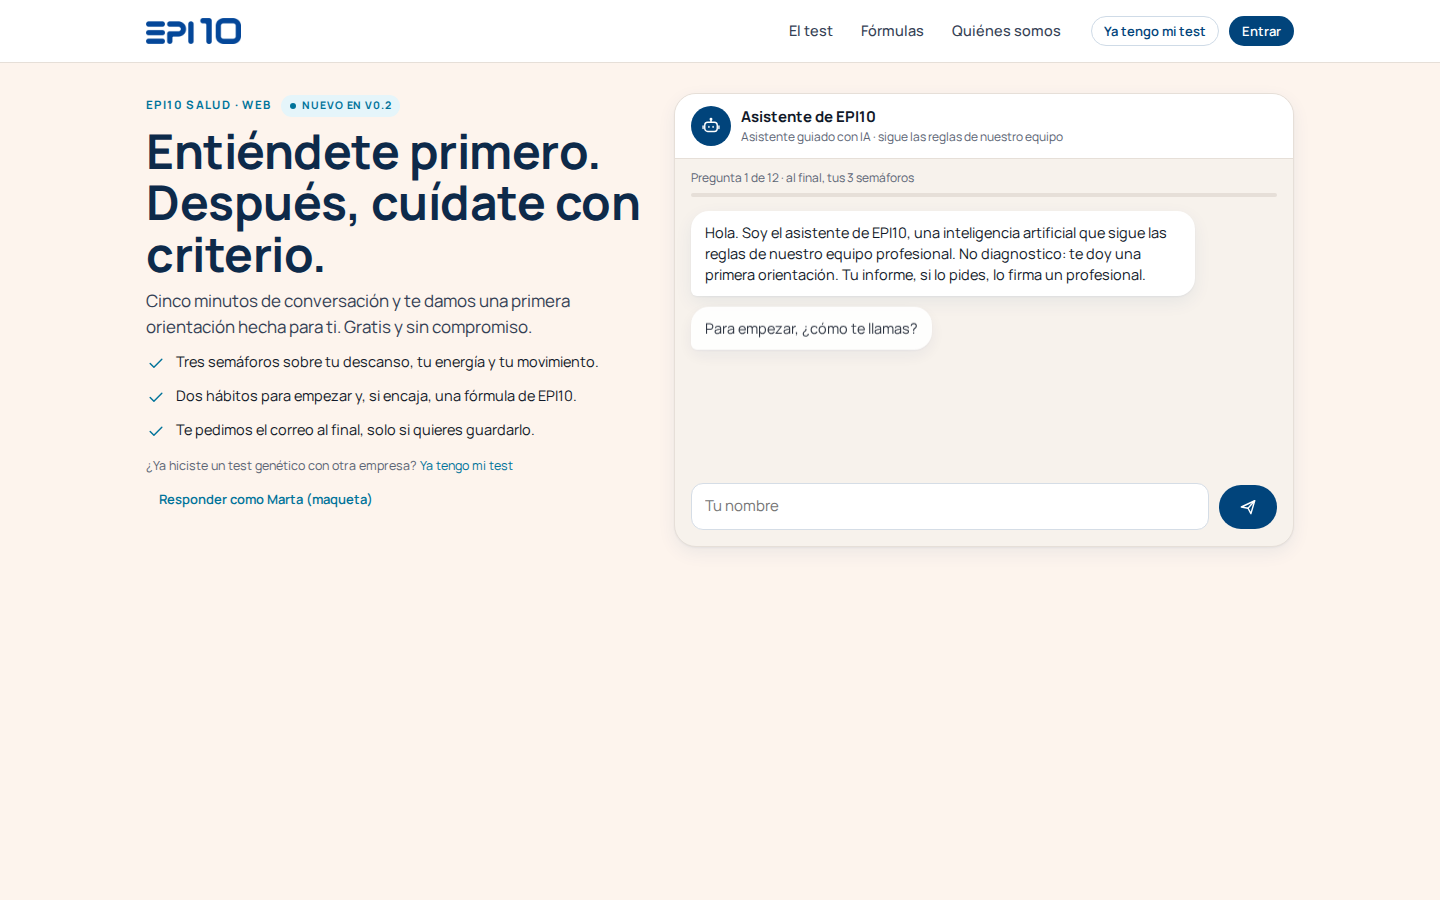 EPI10
El test
Fórmulas
Quiénes somos
Ya tengo mi test
Entrar
EPI10 SALUD · WEB
NUEVO EN V0.2
Entiéndete primero.
Después, cuídate con
criterio.
Cinco minutos de conversación y te damos una primera
orientación hecha para ti. Gratis y sin compromiso.
Tres semáforos sobre tu descanso, tu energía y tu movimiento.
Dos hábitos para empezar y, si encaja, una fórmula de EPI10.
Te pedimos el correo al final, solo si quieres guardarlo.
¿Ya hiciste un test genético con otra empresa? Ya tengo mi test
Responder como Marta (maqueta)
Asistente de EPI10
Asistente guiado con IA · sigue las reglas de nuestro equipo
Pregunta 1 de 12 · al final, tus 3 semáforos
Hola. Soy el asistente de EPI10, una inteligencia artificial que sigue las
reglas de nuestro equipo profesional. No diagnostico: te doy una
primera orientación. Tu informe, si lo pides, lo firma un profesional.
Para empezar, ¿cómo te llamas?
Tu nombre